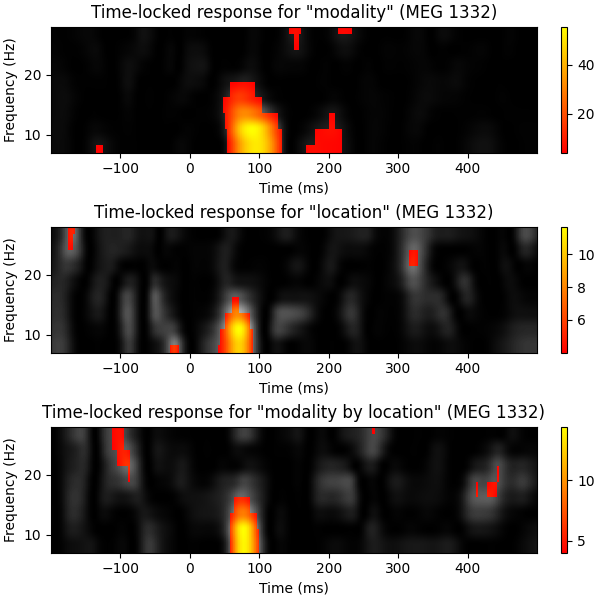 Time-locked response for "modality" (MEG 1332)
Frequency (Hz)
20
10
−100 0 100 200 300 400
Time (ms)
40
20
Time-locked response for "location" (MEG 1332)
Frequency (Hz)
20
10
−100 0 100 200 300 400
Time (ms)
10
8
6
Time-locked response for "modality by location" (MEG 1332)
Frequency (Hz)
20
10
−100 0 100 200 300 400
Time (ms)
10
5